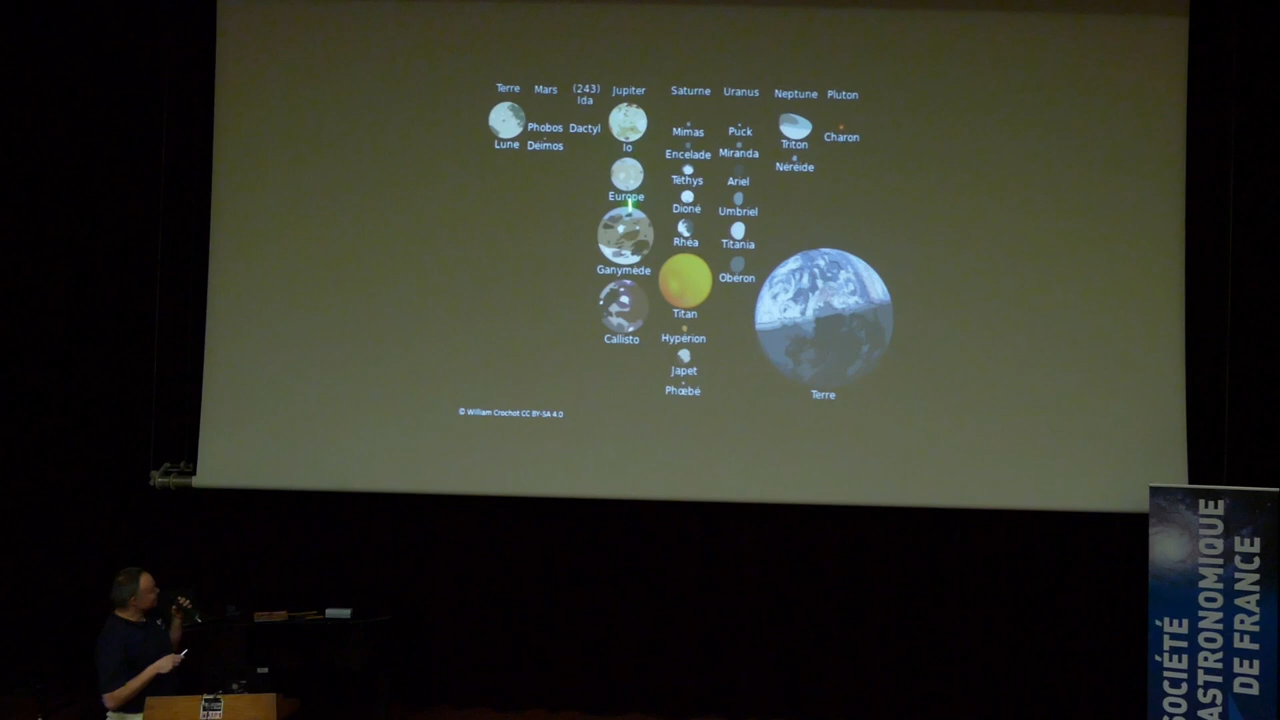 Terre Mars (243) Jupiter Saturne Uranus Neptune Pluton
Ida
Lune
Phobos
Déimos
Dactyl
Io
Europe
Ganymède
Callisto
Mimas
Encelade
Téthys
Dioné
Rhéa
Titan
Hypérion
Japet
Phœbé
Puck
Miranda
Ariel
Umbriel
Titania
Obéron
Triton
Néréide
Charon
Terre
© William Crochot CC BY-SA 4.0
SOCIÉTÉ
ASTRONOMIQUE
DE FRANCE